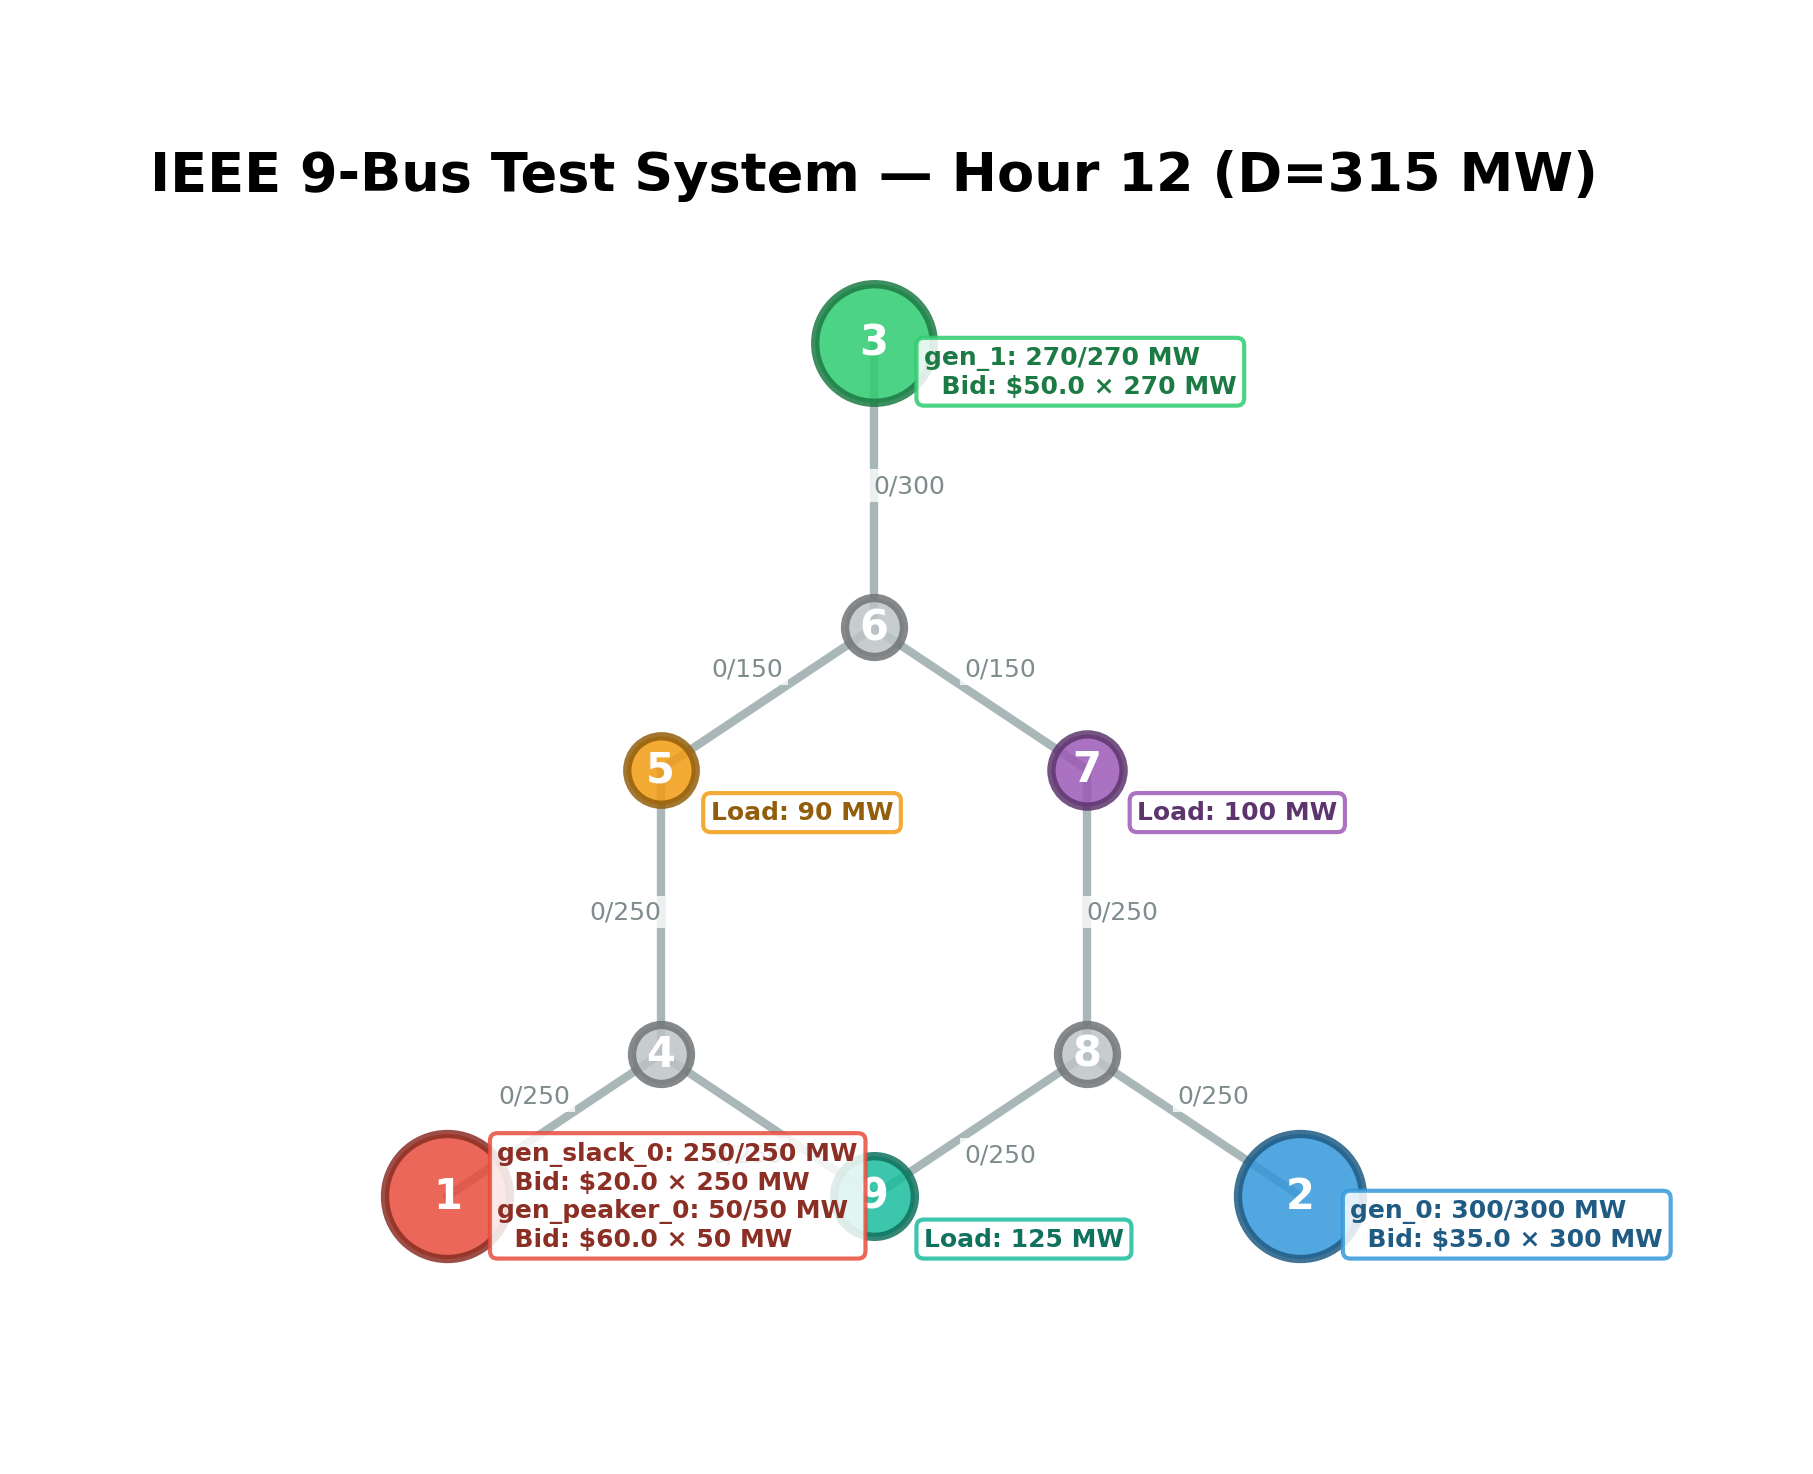 IEEE 9-Bus Test System — Hour 12 (D=315 MW)
3
gen_1: 270/270 MW
Bid: $50.0 × 270 MW
0/300
6
0/150
0/150
5
7
Load: 90 MW
Load: 100 MW
0/250
0/250
4
8
0/250
0/250
0/250
1
gen_slack_0: 250/250 MW
Bid: $20.0 × 250 MW
gen_peaker_0: 50/50 MW
Bid: $60.0 × 50 MW
9
Load: 125 MW
2
gen_0: 300/300 MW
Bid: $35.0 × 300 MW